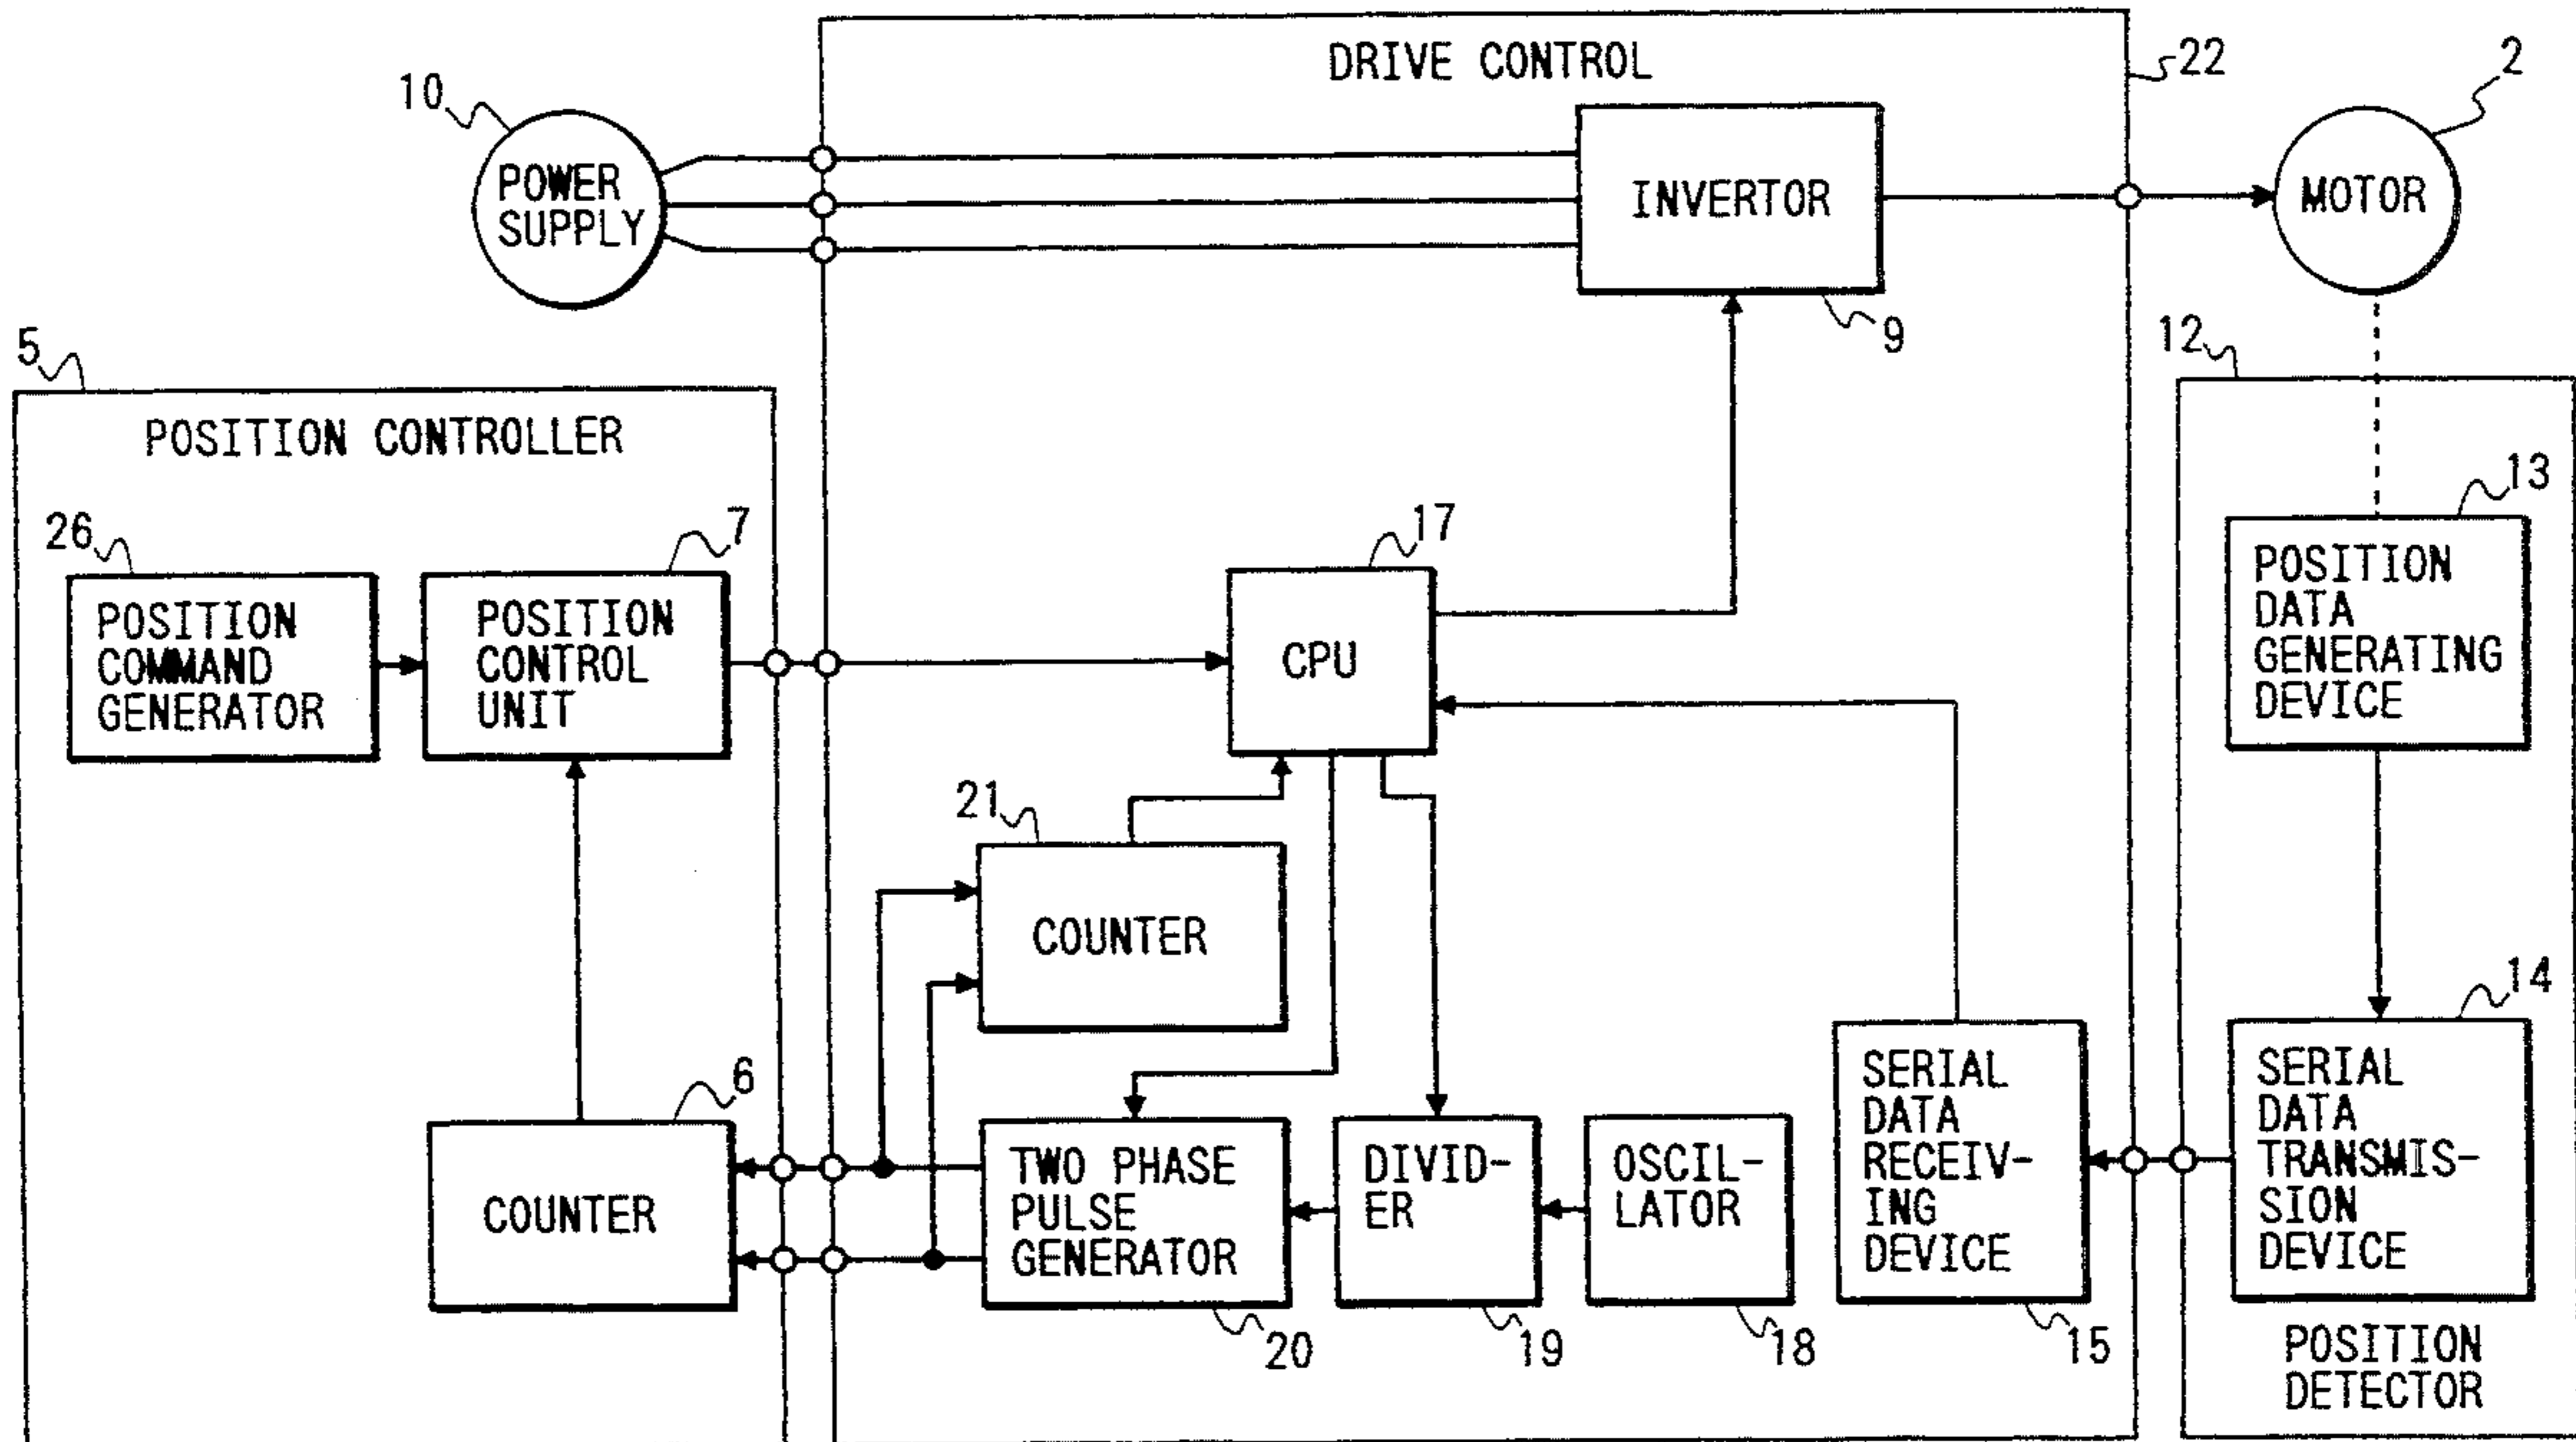 DRIVE CONTROL
22
2
10
POWER
SUPPLY
INVERTOR
MOTOR
9
5
12
POSITION CONTROLLER
13
26
7
17
POSITION
COMMAND
GENERATOR
POSITION
CONTROL
UNIT
CPU
POSITION
DATA
GENERATING
DEVICE
21
COUNTER
14
6
COUNTER
TWO PHASE
PULSE
GENERATOR
DIVID-
ER
OSCIL-
LATOR
SERIAL
DATA
RECEIV-
ING
DEVICE
SERIAL
DATA
TRANSMIS-
SION
DEVICE
20
19
18
15
POSITION
DETECTOR